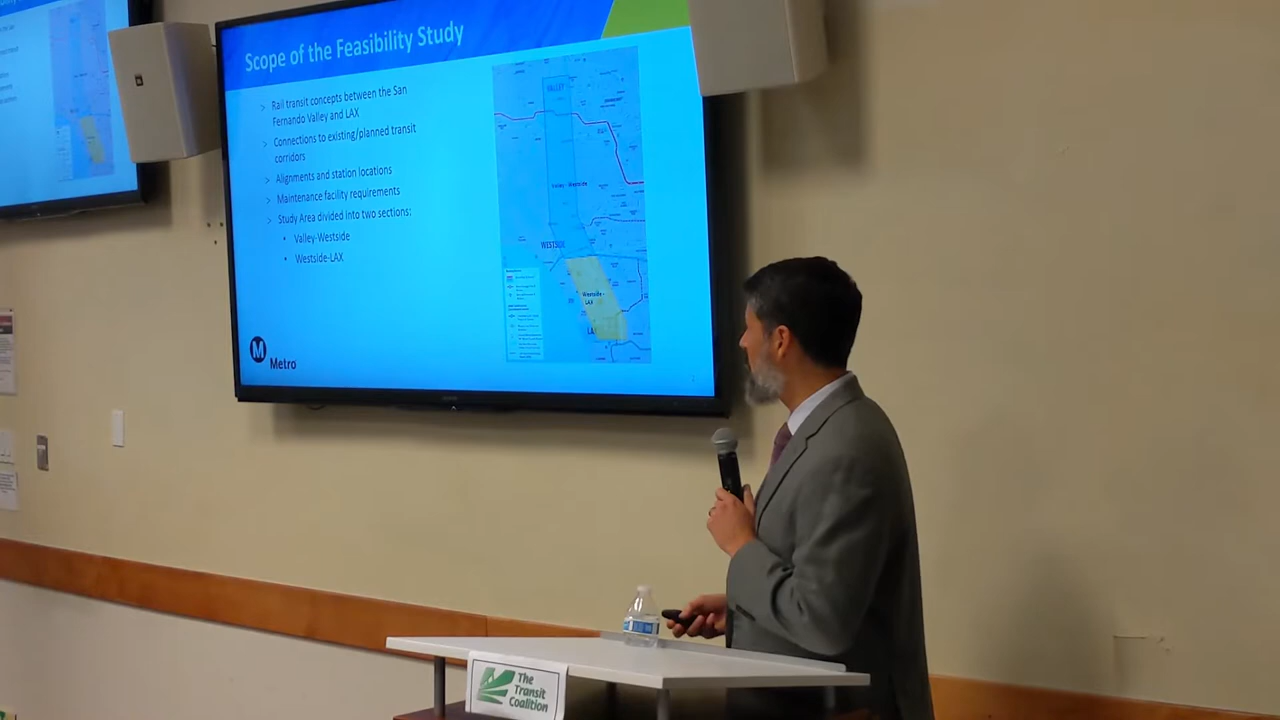 Scope of the Feasibility Study
> Rail transit concepts between the San
Fernando Valley and LAX
> Connections to existing/planned transit
corridors
> Alignments and station locations
> Maintenance facility requirements
> Study Area divided into two sections:
• Valley-Westside
• Westside-LAX
VALLEY
Valley - Westside
WESTSIDE
Westside -
LAX
M
Metro
The
Transit
Coalition